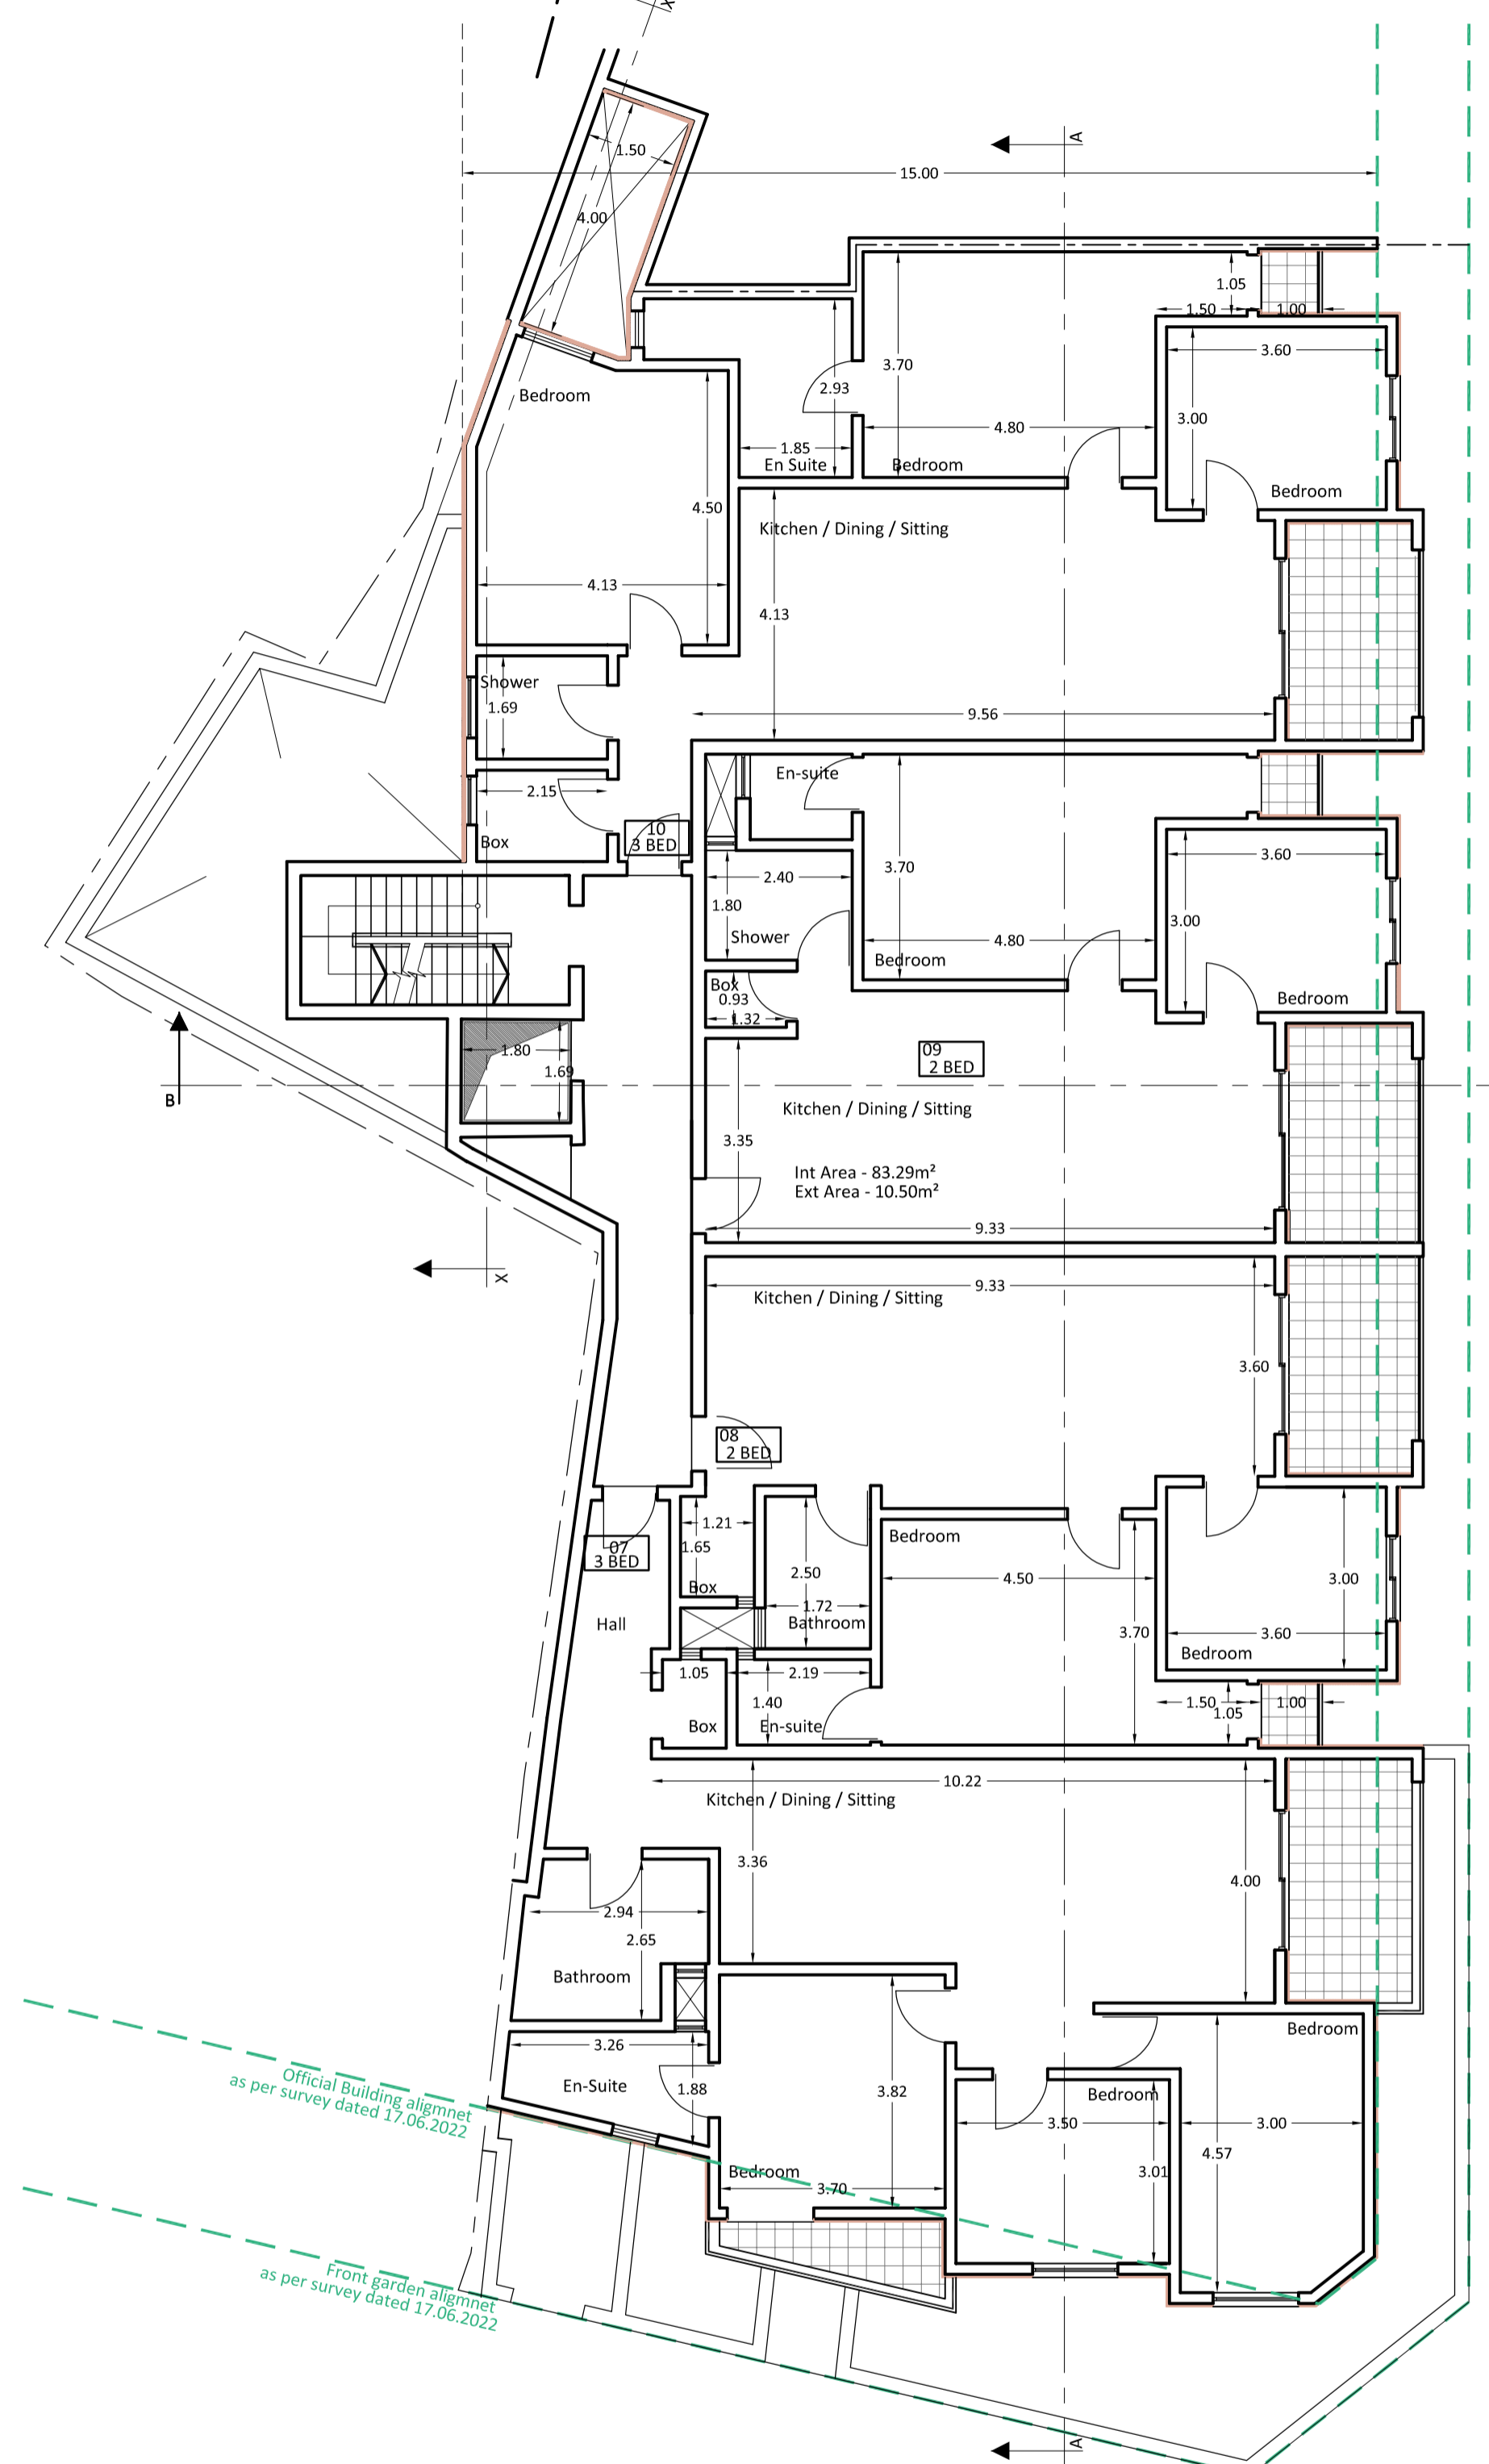 X
A
1.50
15.00
4.00
1.05
1.50
1.00
3.60
3.70
2.93
3.00
Bedroom
4.80
1.85
En Suite
Bedroom
Bedroom
4.50
Kitchen / Dining / Sitting
4.13
4.13
Shower
1.69
9.56
En-suite
2.15
10
3 BED
Box
3.60
3.70
2.40
1.80
3.00
Shower
4.80
Bedroom
Box
0.93
1.32
Bedroom
09
2 BED
1.80
1.69
B
Kitchen / Dining / Sitting
3.35
Int Area - 83.29m²
Ext Area - 10.50m²
9.33
X
9.33
Kitchen / Dining / Sitting
3.60
08
2 BED
1.21
1.65
Bedroom
07
3 BED
2.50
4.50
3.00
Box
1.72
Bathroom
Hall
3.70
3.60
Bedroom
1.05
2.19
1.40
1.50
1.00
1.05
Box
En-suite
10.22
Kitchen / Dining / Sitting
3.36
4.00
2.94
2.65
Bathroom
Bedroom
3.26
En-Suite
1.88
3.82
Bedroom
3.50
3.00
4.57
3.01
Bedroom
3.70
Official Building aligmnet
as per survey dated 17.06.2022
Front garden aligmnet
as per survey dated 17.06.2022
A